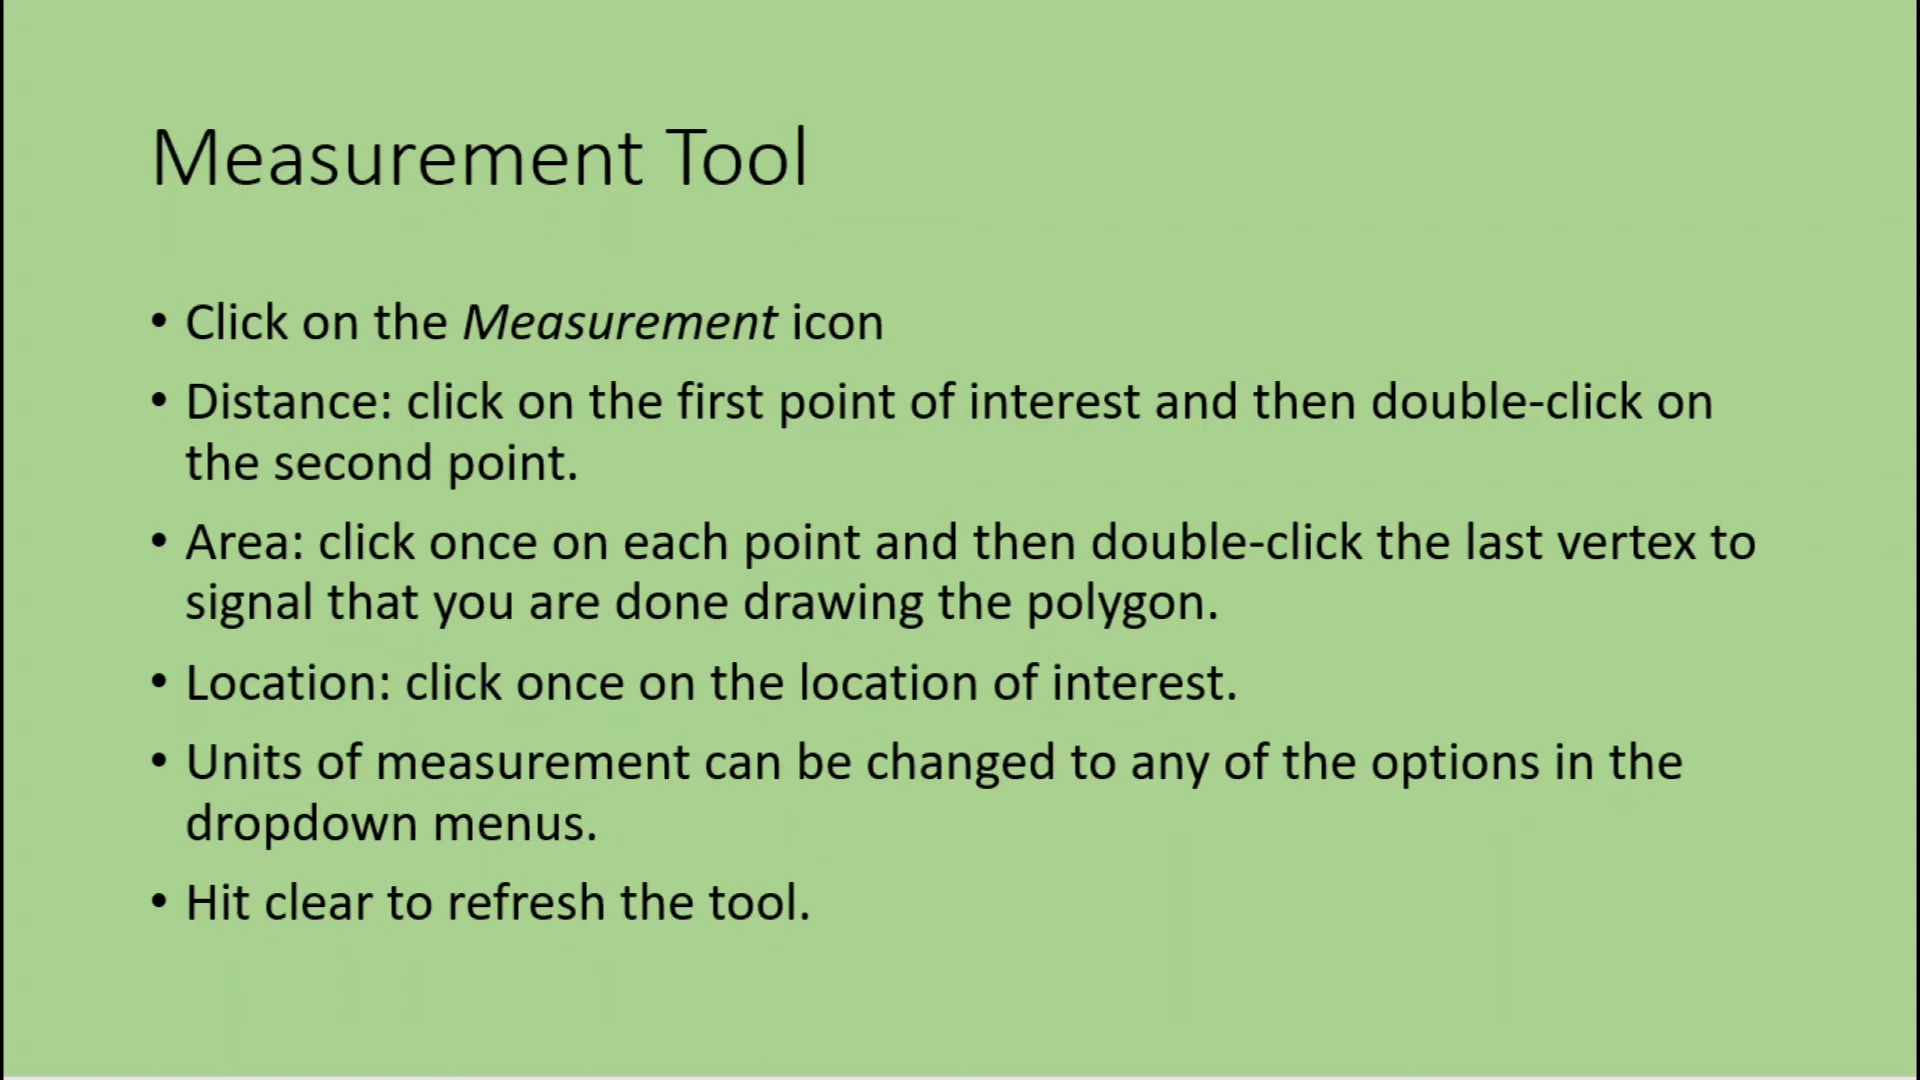 Measurement Tool
• Click on the Measurement icon
• Distance: click on the first point of interest and then double-click on
the second point.
• Area: click once on each point and then double-click the last vertex to
signal that you are done drawing the polygon.
• Location: click once on the location of interest.
• Units of measurement can be changed to any of the options in the
dropdown menus.
• Hit clear to refresh the tool.